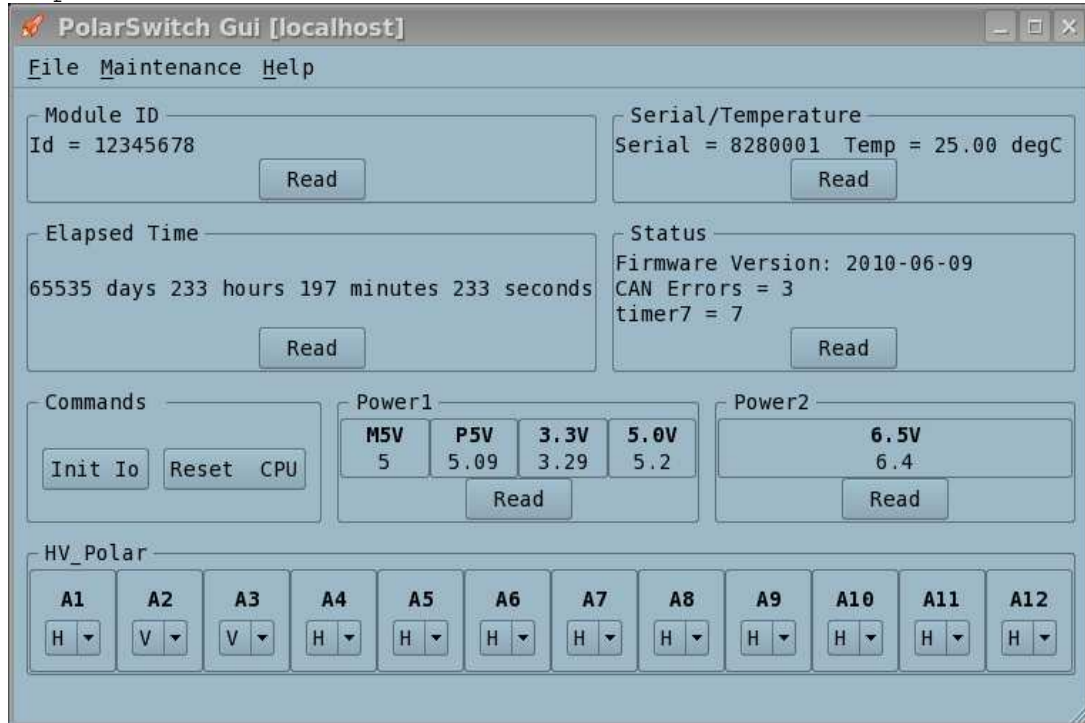 PolarSwitch Gui [localhost]
File Maintenance Help
Module ID
Id = 12345678
Read
Serial/Temperature
Serial = 8280001 Temp = 25.00 degC
Read
Elapsed Time
65535 days 233 hours 197 minutes 233 seconds
Read
Status
Firmware Version: 2010-06-09
CAN Errors = 3
timer7 = 7
Read
Commands
Init Io Reset CPU
Power1
M5V P5V 3.3V 5.0V
5 5.09 3.29 5.2
Read
Power2
6.5V
6.4
Read
HV_Polar
A1 A2 A3 A4 A5 A6 A7 A8 A9 A10 A11 A12
H V V H H H H H H H H H